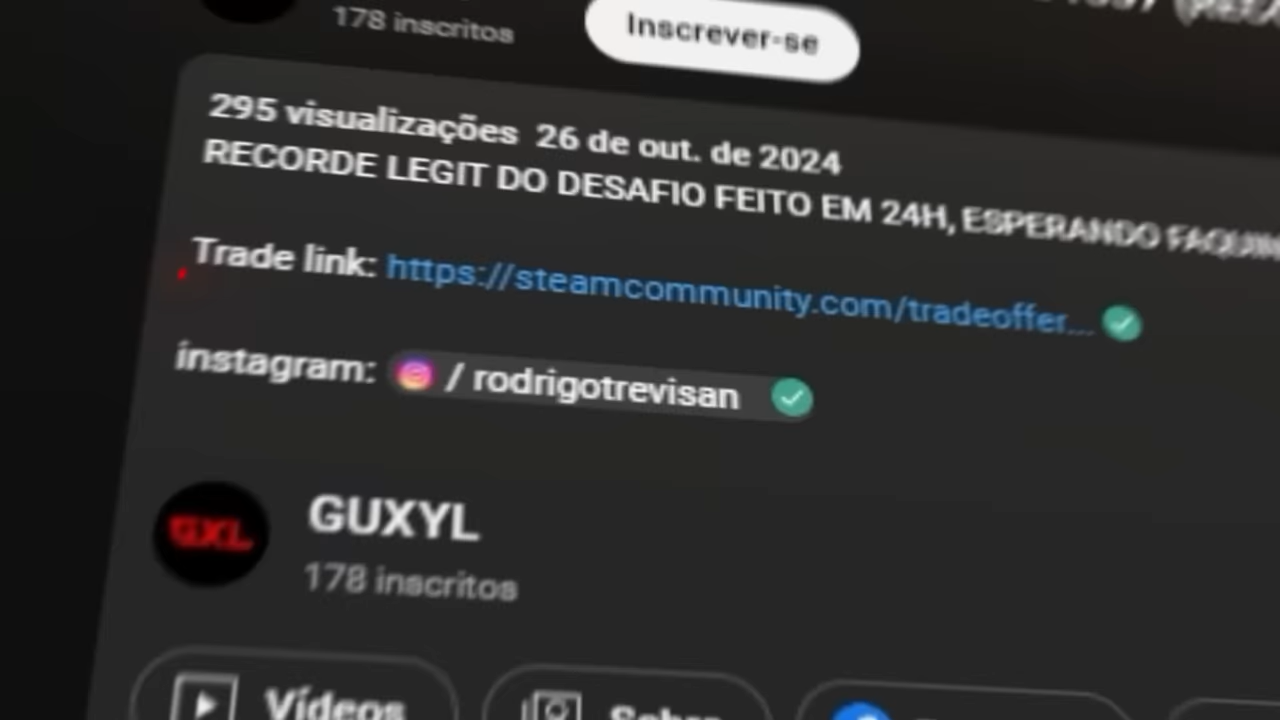 178 inscritos
Inscrever-se
295 visualizações 26 de out. de 2024
RECORDE LEGIT DO DESAFIO FEITO EM 24H, ESPERANDO
Trade link: https://steamcommunity.com/tradeoffer...
instagram: / rodrigotrevisan
GXL
GUXYL
178 inscritos
Vídeos